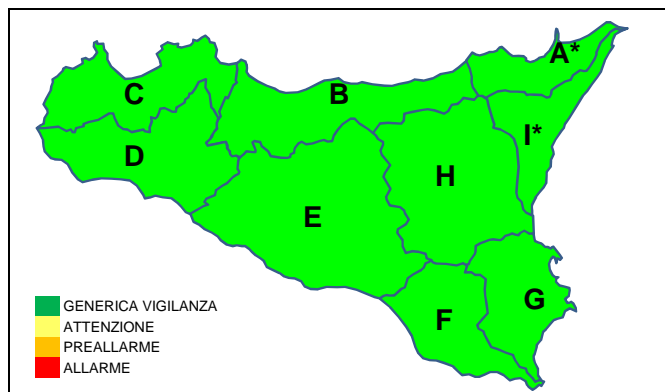 A*
C
B
I*
D
H
E
G
F
GENERICA VIGILANZA
ATTENZIONE
PREALLARME
ALLARME